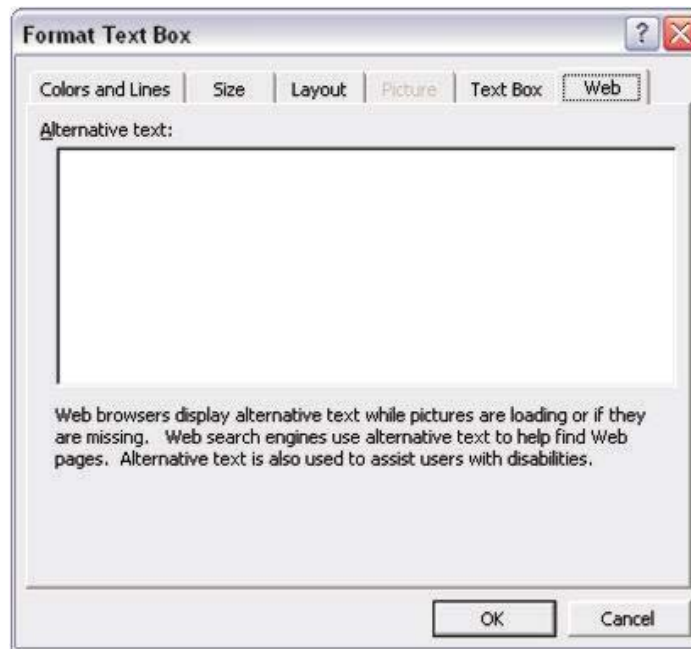 Format Text Box
Colors and Lines Size Layout Picture Text Box Web
Alternative text:
Web browsers display alternative text while pictures are loading or if they
are missing. Web search engines use alternative text to help find Web
pages. Alternative text is also used to assist users with disabilities.
OK Cancel